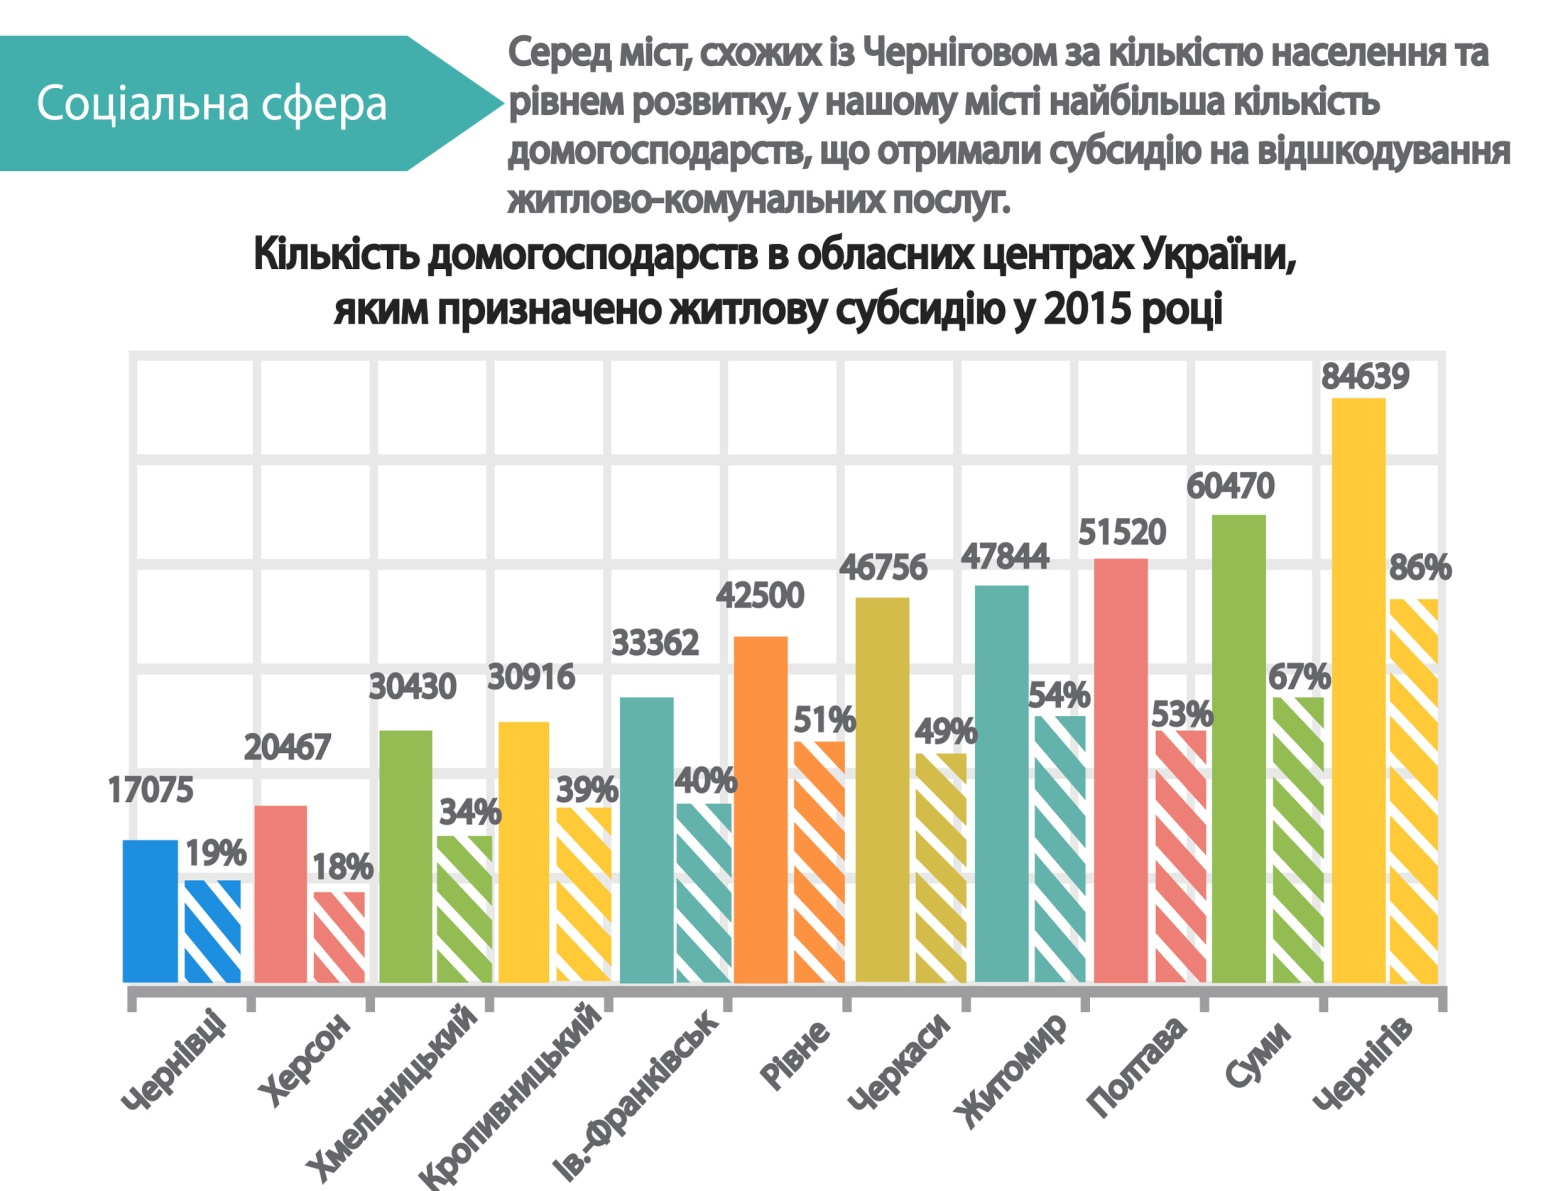 Соціальна сфера
Серед міст, схожих із Черніговом за кількістю населення та
рівнем розвитку, у нашому місті найбільша кількість
домогосподарств, що отримали субсидію на відшкодування
житлово-комунальних послуг.
Кількість домогосподарств в обласних центрах України,
яким призначено житлову субсидію у 2015 році
17075
19%
20467
18%
30430
34%
30916
39%
33362
40%
42500
51%
46756
49%
47844
54%
51520
53%
60470
67%
84639
86%
Чернівці
Херсон
Хмельницький
Кропивницький
Ів.-Франківськ
Рівне
Черкаси
Житомир
Полтава
Суми
Чернігів